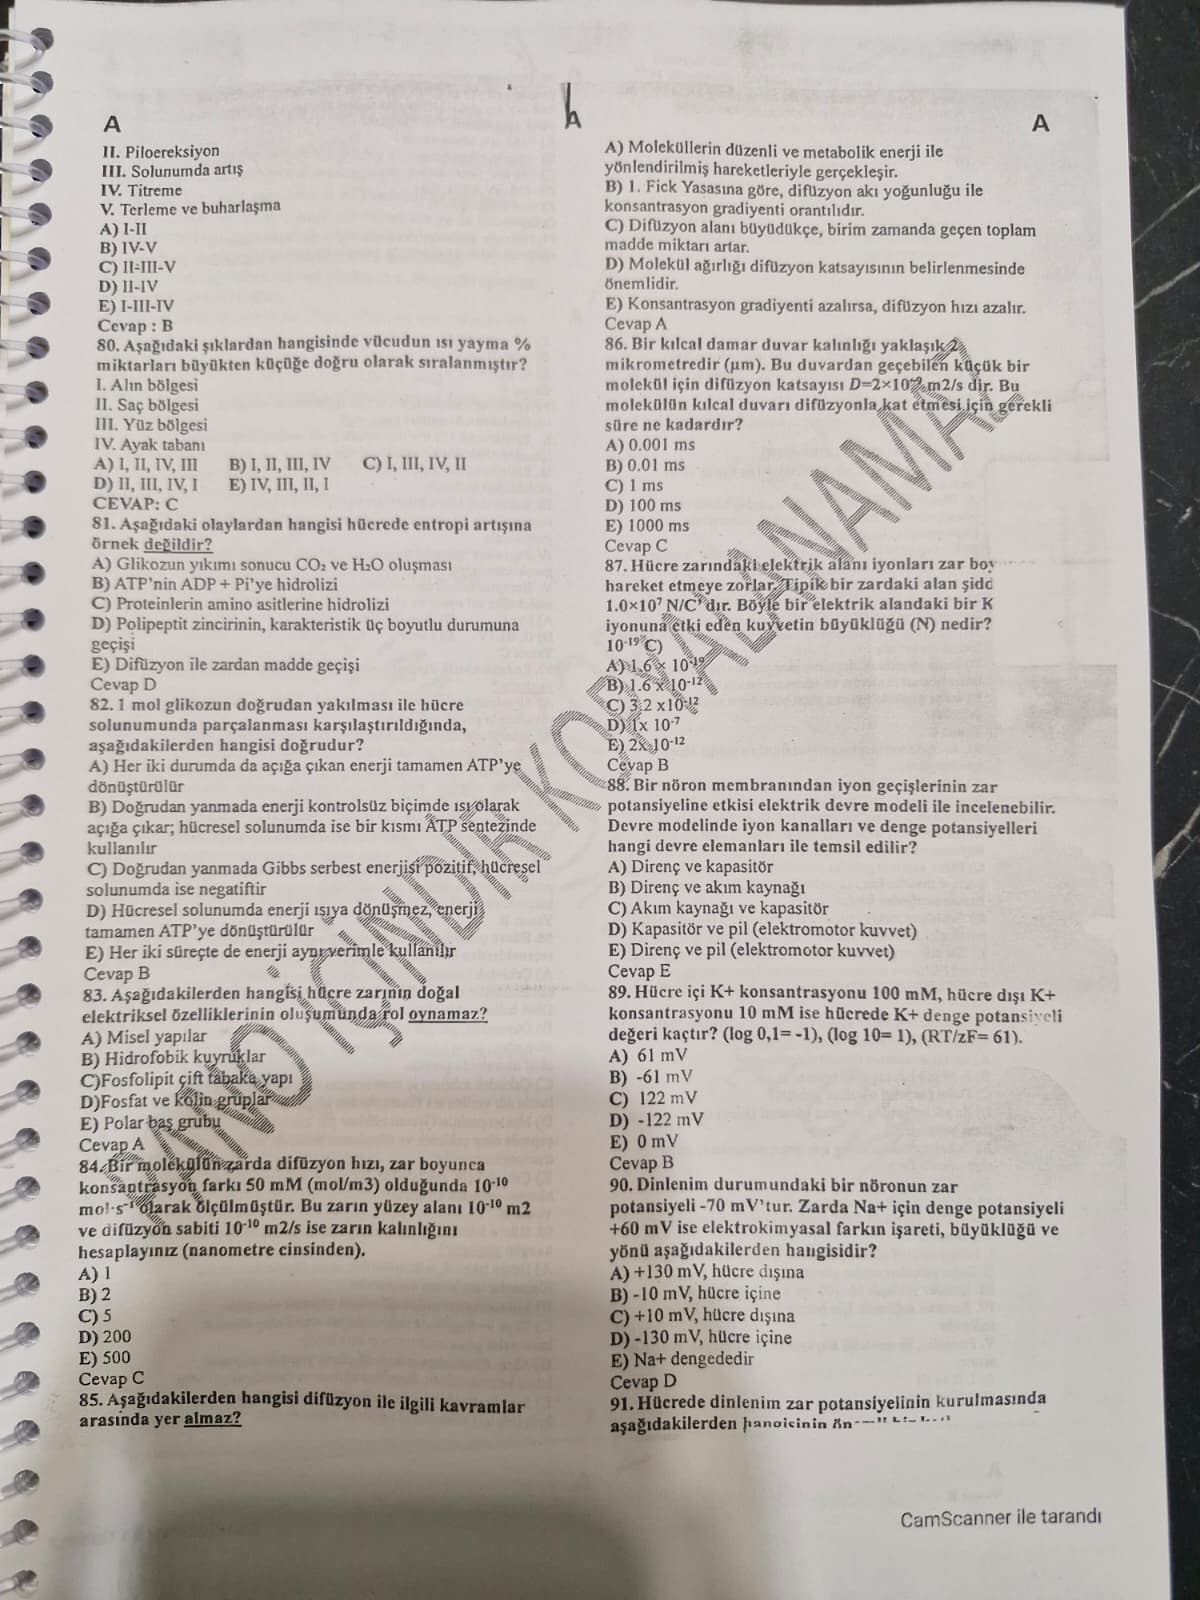 A
II. Piloereksiyon
III. Solunumda artış
IV. Titreme
V. Terleme ve buharlaşma
A) I-II
B) IV-V
C) II-III-V
D) II-IV
E) I-III-IV
Cevap : B
80. Aşağıdaki şıklardan hangisinde vücudun ısı yayma %
miktarları büyükten küçüğe doğru olarak sıralanmıştır?
I. Alın bölgesi
II. Saç bölgesi
III. Yüz bölgesi
IV. Ayak tabanı
A) I, II, IV, III B) I, II, III, IV C) I, III, IV, II
D) II, III, IV, I E) IV, III, II, I
CEVAP: C
81. Aşağıdaki olaylardan hangisi hücrede entropi artışına
örnek değildir?
A) Glikozun yıkımı sonucu CO₂ ve H₂O oluşması
B) ATP'nin ADP + Pi'ye hidrolizi
C) Proteinlerin amino asitlerine hidrolizi
D) Polipeptit zincirinin, karakteristik üç boyutlu durumuna
geçişi
E) Difüzyon ile zardan madde geçişi
Cevap D
82. 1 mol glikozun doğrudan yakılması ile hücre
solunumunda parçalanması karşılaştırıldığında,
aşağıdakilerden hangisi doğrudur?
A) Her iki durumda da açığa çıkan enerji tamamen ATP'ye
dönüştürülür
B) Doğrudan yanmada enerji kontrolsüz biçimde ısı olarak
açığa çıkar; hücresel solunumda ise bir kısmı ATP sentezinde
kullanılır
C) Doğrudan yanmada Gibbs serbest enerjisi pozitif, hücresel
solunumda ise negatiftir
D) Hücresel solunumda enerji ışıya dönüşmez, enerji
tamamen ATP'ye dönüştürülür
E) Her iki süreçte de enerji aynı verimle kullanılır
Cevap B
83. Aşağıdakilerden hangisi hücre zarının doğal
elektriksel özelliklerinin oluşumunda rol oynamaz?
A) Misel yapılar
B) Hidrofobik kuyruklar
C)Fosfolipit çift tabaka yapı
D)Fosfat ve kolin gruplar
E) Polar baş grubu
Cevap A
84. Bir molekülün zarda difüzyon hızı, zar boyunca
konsantrasyon farkı 50 mM (mol/m3) olduğunda 10⁻¹⁰
mol·s⁻¹ olarak ölçülmüştür. Bu zarın yüzey alanı 10⁻¹⁰ m2
ve difüzyon sabiti 10⁻¹⁰ m2/s ise zarın kalınlığını
hesaplayınız (nanometre cinsinden).
A) 1
B) 2
C) 5
D) 200
E) 500
Cevap C
85. Aşağıdakilerden hangisi difüzyon ile ilgili kavramlar
arasında yer almaz?
A
A
A) Moleküllerin düzenli ve metabolik enerji ile
yönlendirilmiş hareketleriyle gerçekleşir.
B) 1. Fick Yasasına göre, difüzyon akı yoğunluğu ile
konsantrasyon gradiyenti orantılıdır.
C) Difüzyon alanı büyüdükçe, birim zamanda geçen toplam
madde miktarı artar.
D) Molekül ağırlığı difüzyon katsayısının belirlenmesinde
önemlidir.
E) Konsantrasyon gradiyenti azalırsa, difüzyon hızı azalır.
Cevap A
86. Bir kılcal damar duvar kalınlığı yaklaşık 2
mikrometredir (µm). Bu duvardan geçebilen küçük bir
molekül için difüzyon katsayısı D=2×10⁻⁹ m2/s dir. Bu
molekülün kılcal duvarı difüzyonla kat etmesi için gerekli
süre ne kadardır?
A) 0.001 ms
B) 0.01 ms
C) 1 ms
D) 100 ms
E) 1000 ms
Cevap C
87. Hücre zarındaki elektrik alanı iyonları zar boy
hareket etmeye zorlar. Tipik bir zardaki alan şidd
1.0×10⁷ N/C' dır. Böyle bir elektrik alandaki bir K
iyonuna etki eden kuvvetin büyüklüğü (N) nedir?
10⁻¹⁹ C)
A) 1,6 × 10⁻¹⁹
B) 1.6 x 10⁻¹²
C) 3.2 x10⁻¹²
D) 1x 10⁻⁷
E) 2x 10⁻¹²
Cevap B
88. Bir nöron membranından iyon geçişlerinin zar
potansiyeline etkisi elektrik devre modeli ile incelenebilir.
Devre modelinde iyon kanalları ve denge potansiyelleri
hangi devre elemanları ile temsil edilir?
A) Direnç ve kapasitör
B) Direnç ve akım kaynağı
C) Akım kaynağı ve kapasitör
D) Kapasitör ve pil (elektromotor kuvvet)
E) Direnç ve pil (elektromotor kuvvet)
Cevap E
89. Hücre içi K+ konsantrasyonu 100 mM, hücre dışı K+
konsantrasyonu 10 mM ise hücrede K+ denge potansiyeli
değeri kaçtır? (log 0,1= -1), (log 10= 1), (RT/zF= 61).
A) 61 mV
B) -61 mV
C) 122 mV
D) -122 mV
E) 0 mV
Cevap B
90. Dinlenim durumundaki bir nöronun zar
potansiyeli -70 mV'tur. Zarda Na+ için denge potansiyeli
+60 mV ise elektrokimyasal farkın işareti, büyüklüğü ve
yönü aşağıdakilerden hangisidir?
A) +130 mV, hücre dışına
B) -10 mV, hücre içine
C) +10 mV, hücre dışına
D) -130 mV, hücre içine
E) Na+ dengededir
Cevap D
91. Hücrede dinlenim zar potansiyelinin kurulmasında
aşağıdakilerden hangisinin
CamScanner ile tarandı